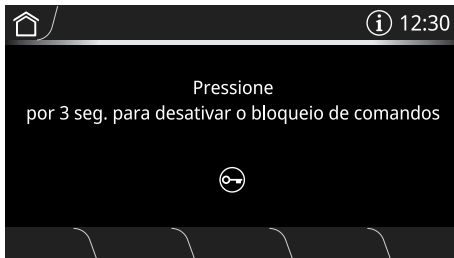 12:30
Pressione
por 3 seg. para desativar o bloqueio de comandos